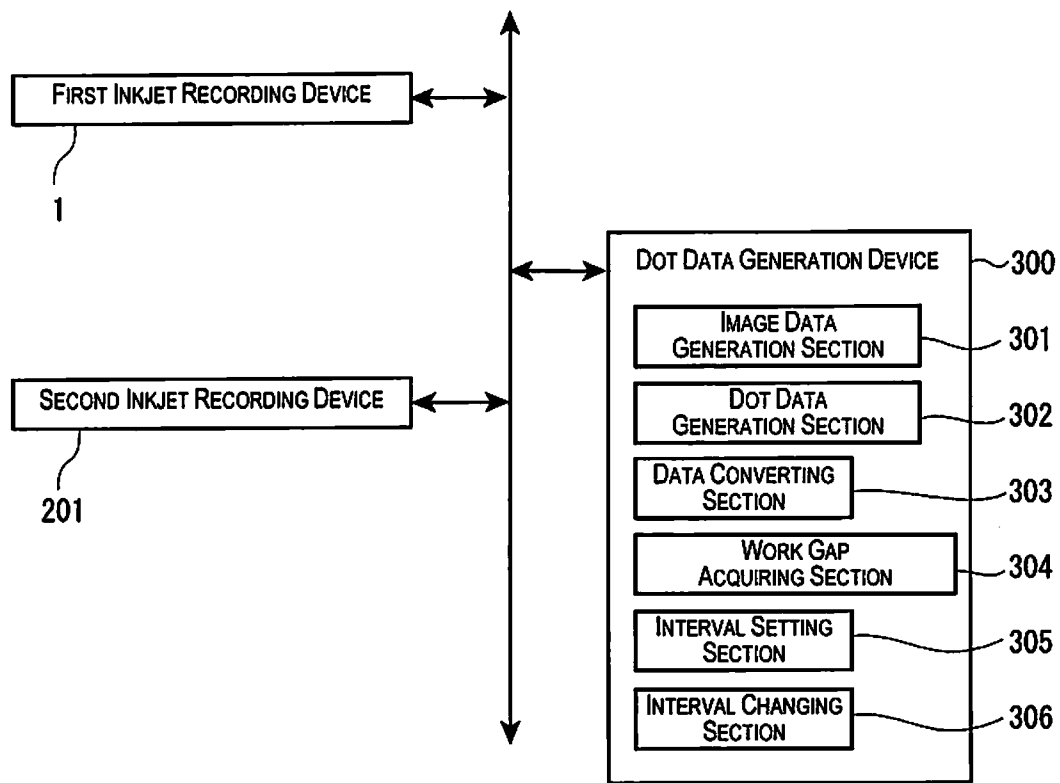 FIRST INKJET RECORDING DEVICE
1
DOT DATA GENERATION DEVICE
300
IMAGE DATA
GENERATION SECTION
301
SECOND INKJET RECORDING DEVICE
201
DOT DATA
GENERATION SECTION
302
DATA CONVERTING
SECTION
303
WORK GAP
ACQUIRING SECTION
304
INTERVAL SETTING
SECTION
305
INTERVAL CHANGING
SECTION
306